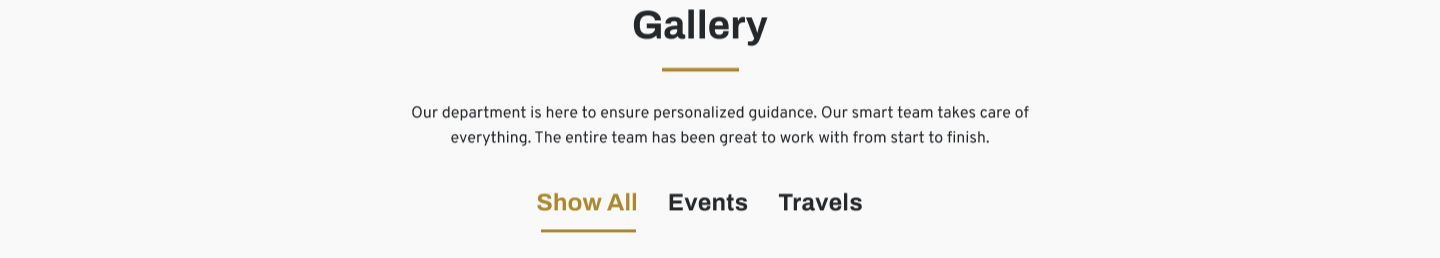 Gallery
Our department is here to ensure personalized guidance. Our smart team takes care of
everything. The entire team has been great to work with from start to finish.
Show All Events Travels